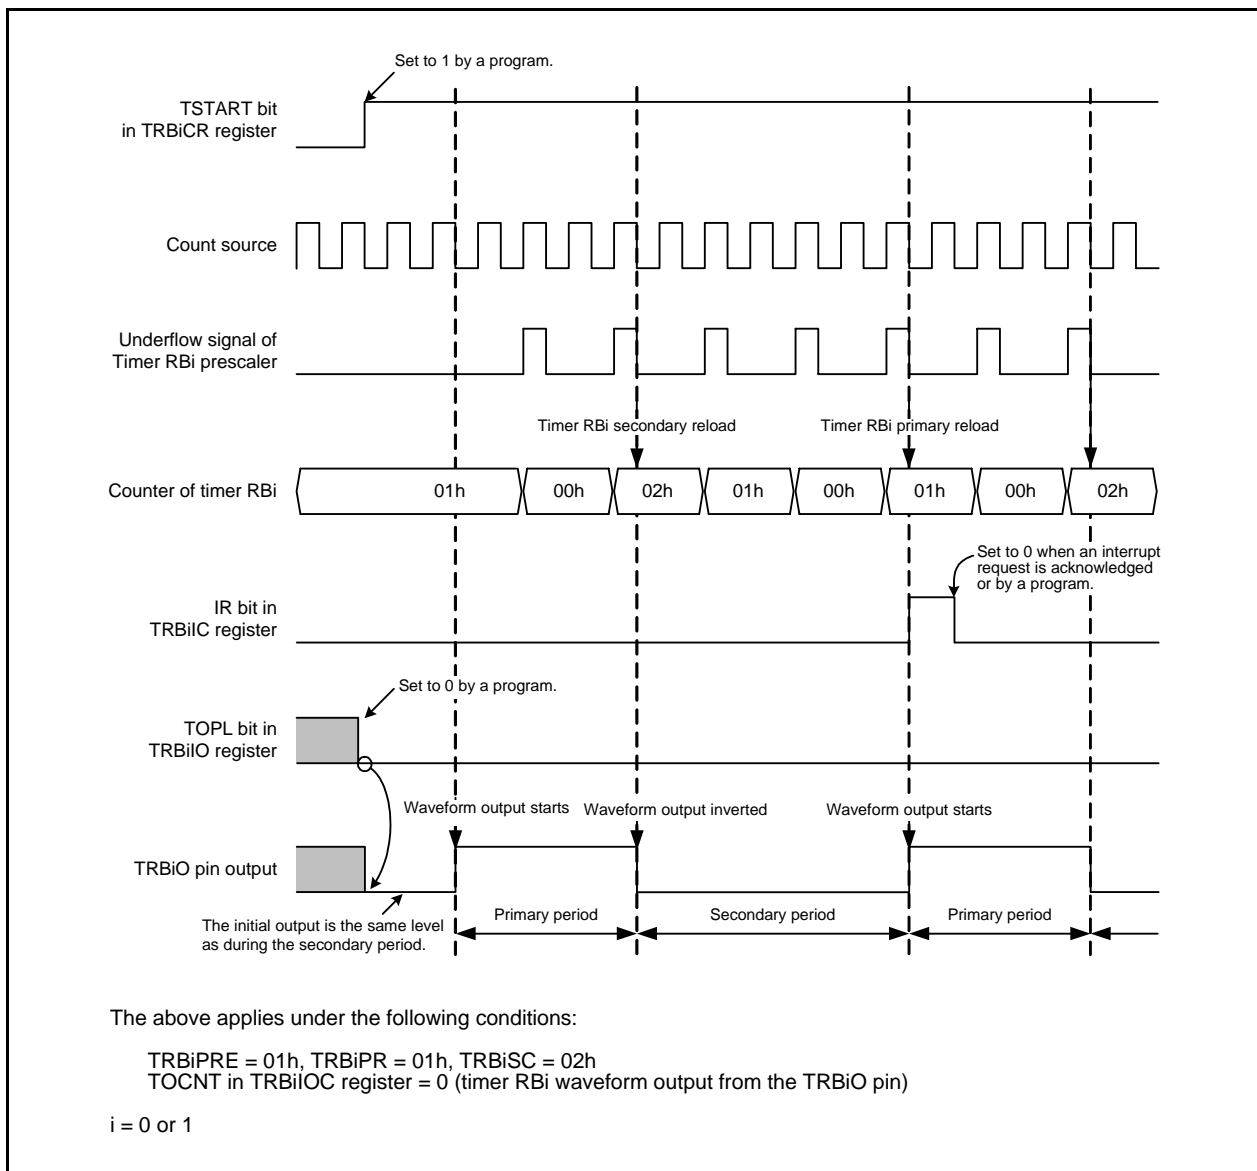 Set to 1 by a program.
TSTART bit
in TRBiCR register
Count source
Underflow signal of
Timer RBi prescaler
Timer RBi secondary reload
Timer RBi primary reload
Counter of timer RBi
01h
00h
02h
01h
00h
01h
00h
02h
Set to 0 when an interrupt
request is acknowledged
or by a program.
IR bit in
TRBiIC register
Set to 0 by a program.
TOPL bit in
TRBiIO register
Waveform output starts
Waveform output inverted
Waveform output starts
TRBiO pin output
The initial output is the same level
as during the secondary period.
Primary period
Secondary period
Primary period
The above applies under the following conditions:
TRBiPRE = 01h, TRBiPR = 01h, TRBiSC = 02h
TOCNT in TRBiIOC register = 0 (timer RBi waveform output from the TRBiO pin)
i = 0 or 1